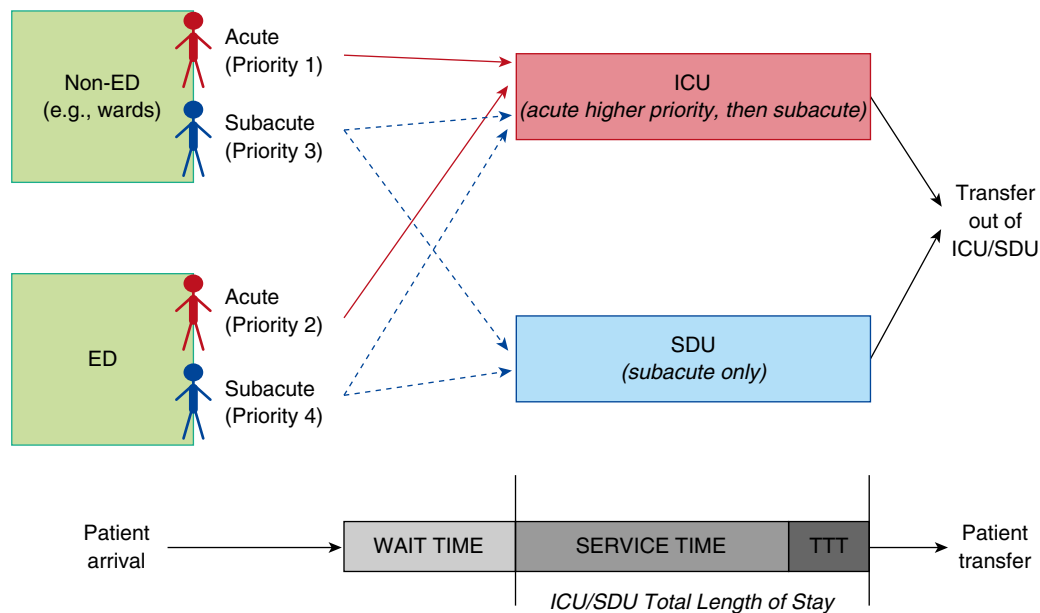 Non-ED
(e.g., wards)
Acute
(Priority 1)
Subacute
(Priority 3)
ICU
(acute higher priority, then subacute)
Transfer
out of
ICU/SDU
ED
Acute
(Priority 2)
Subacute
(Priority 4)
SDU
(subacute only)
Patient
arrival
WAIT TIME
SERVICE TIME
TTT
Patient
transfer
ICU/SDU Total Length of Stay